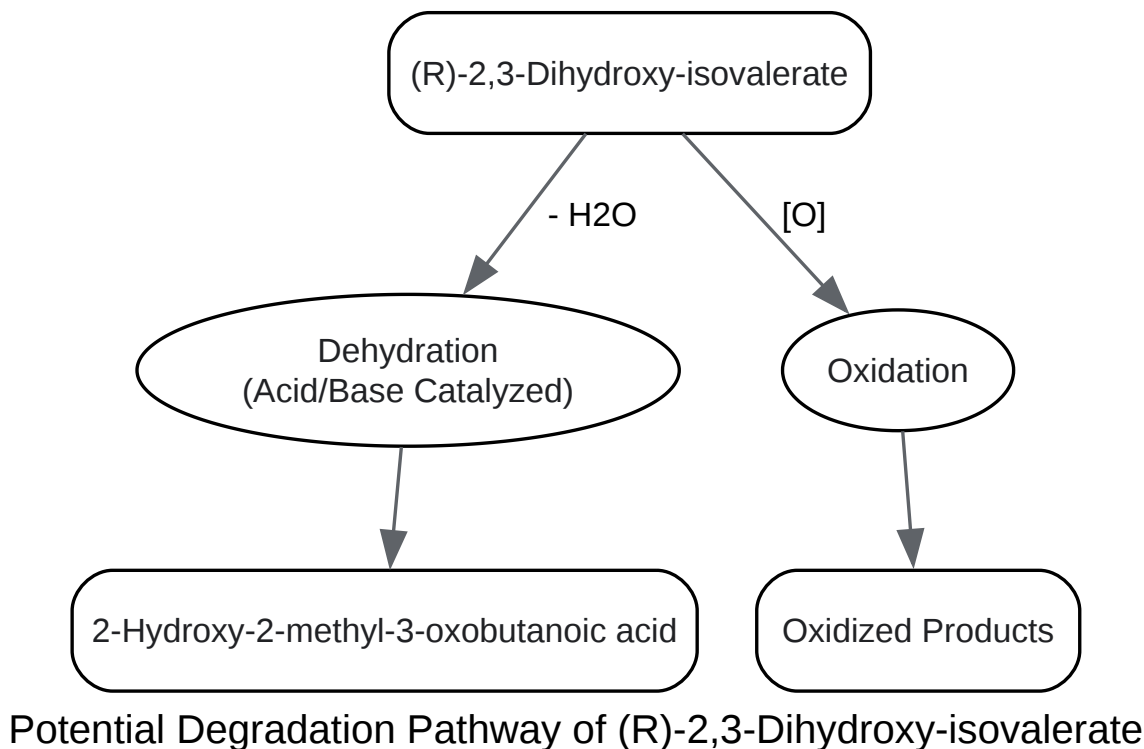 (R)-2,3-Dihydroxy-isovalerate
- H2O
[O]
Dehydration
(Acid/Base Catalyzed)
Oxidation
2-Hydroxy-2-methyl-3-oxobutanoic acid
Oxidized Products
Potential Degradation Pathway of (R)-2,3-Dihydroxy-isovalerate